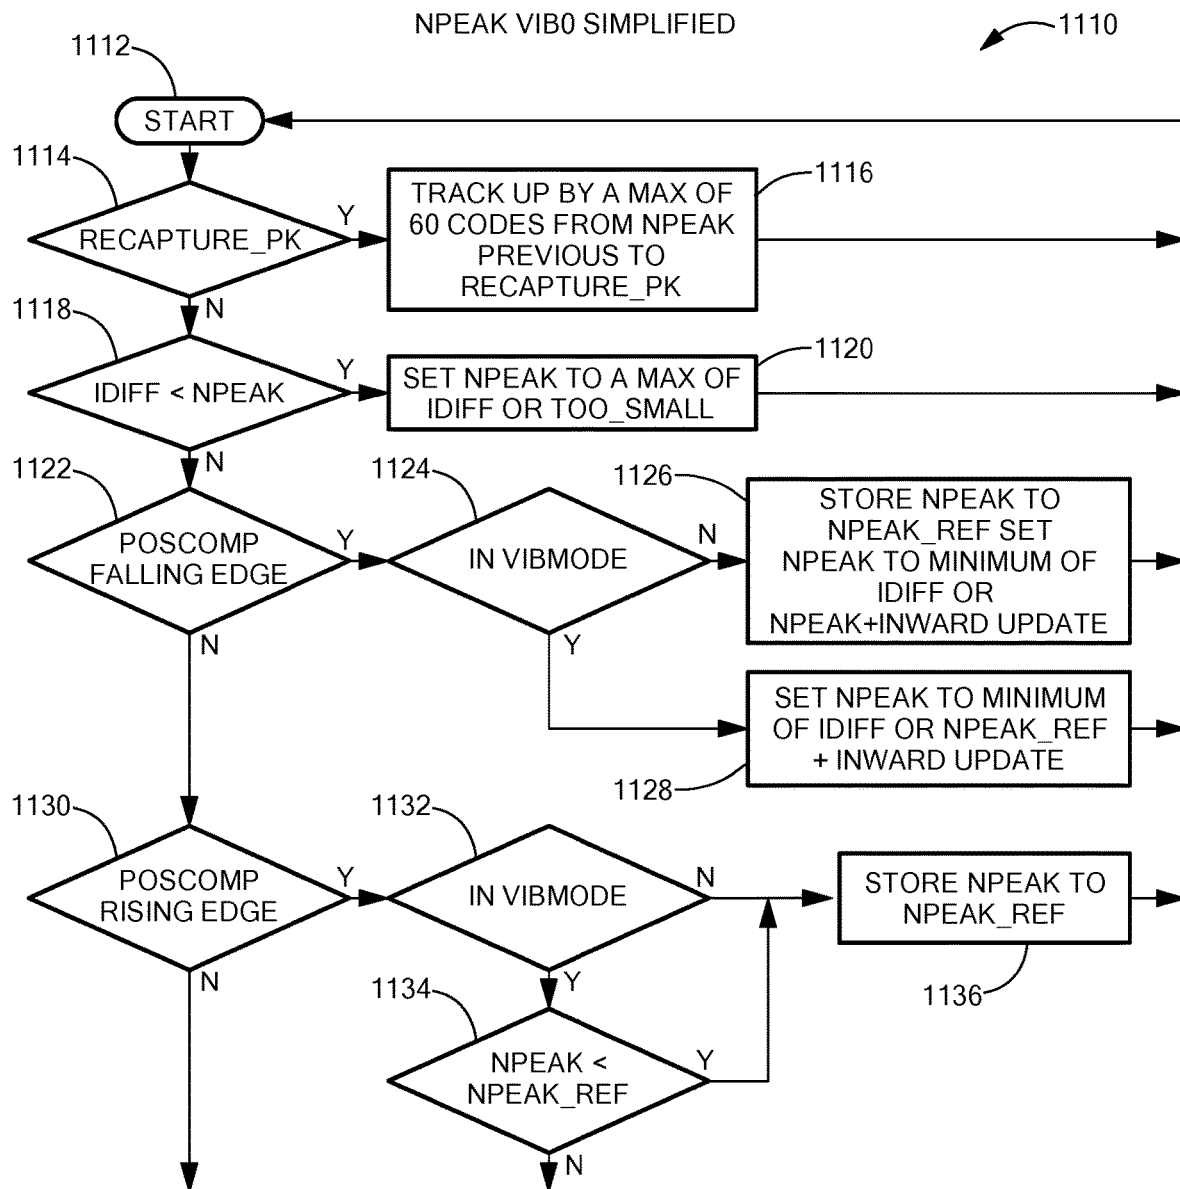 NPEAK VIB0 SIMPLIFIED
1110
1112
START
1114
RECAPTURE_PK
Y
N
TRACK UP BY A MAX OF
60 CODES FROM NPEAK
PREVIOUS TO
RECAPTURE_PK
1116
1118
IDIFF < NPEAK
Y
N
SET NPEAK TO A MAX OF
IDIFF OR TOO_SMALL
1120
1122
POSCOMP
FALLING EDGE
Y
N
1124
IN VIBMODE
N
Y
1126
STORE NPEAK TO
NPEAK_REF SET
NPEAK TO MINIMUM OF
IDIFF OR
NPEAK+INWARD UPDATE
SET NPEAK TO MINIMUM
OF IDIFF OR NPEAK_REF
+ INWARD UPDATE
1128
1130
POSCOMP
RISING EDGE
Y
N
1132
IN VIBMODE
N
Y
STORE NPEAK TO
NPEAK_REF
1136
1134
NPEAK <
NPEAK_REF
Y
N